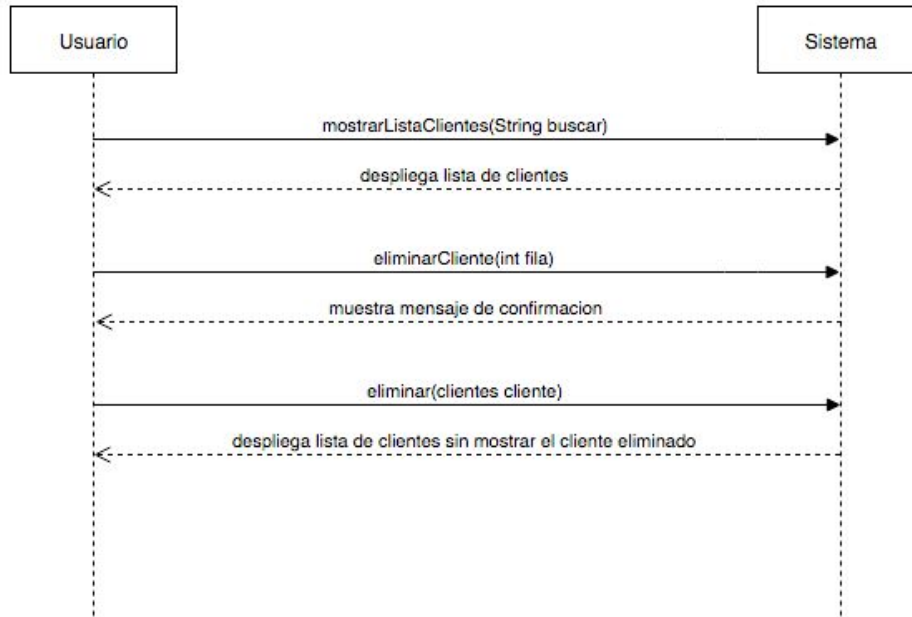 Usuario
Sistema
mostrarListaClientes(String buscar)
despliega lista de clientes
eliminarCliente(int fila)
muestra mensaje de confirmacion
eliminar(clientes cliente)
despliega lista de clientes sin mostrar el cliente eliminado